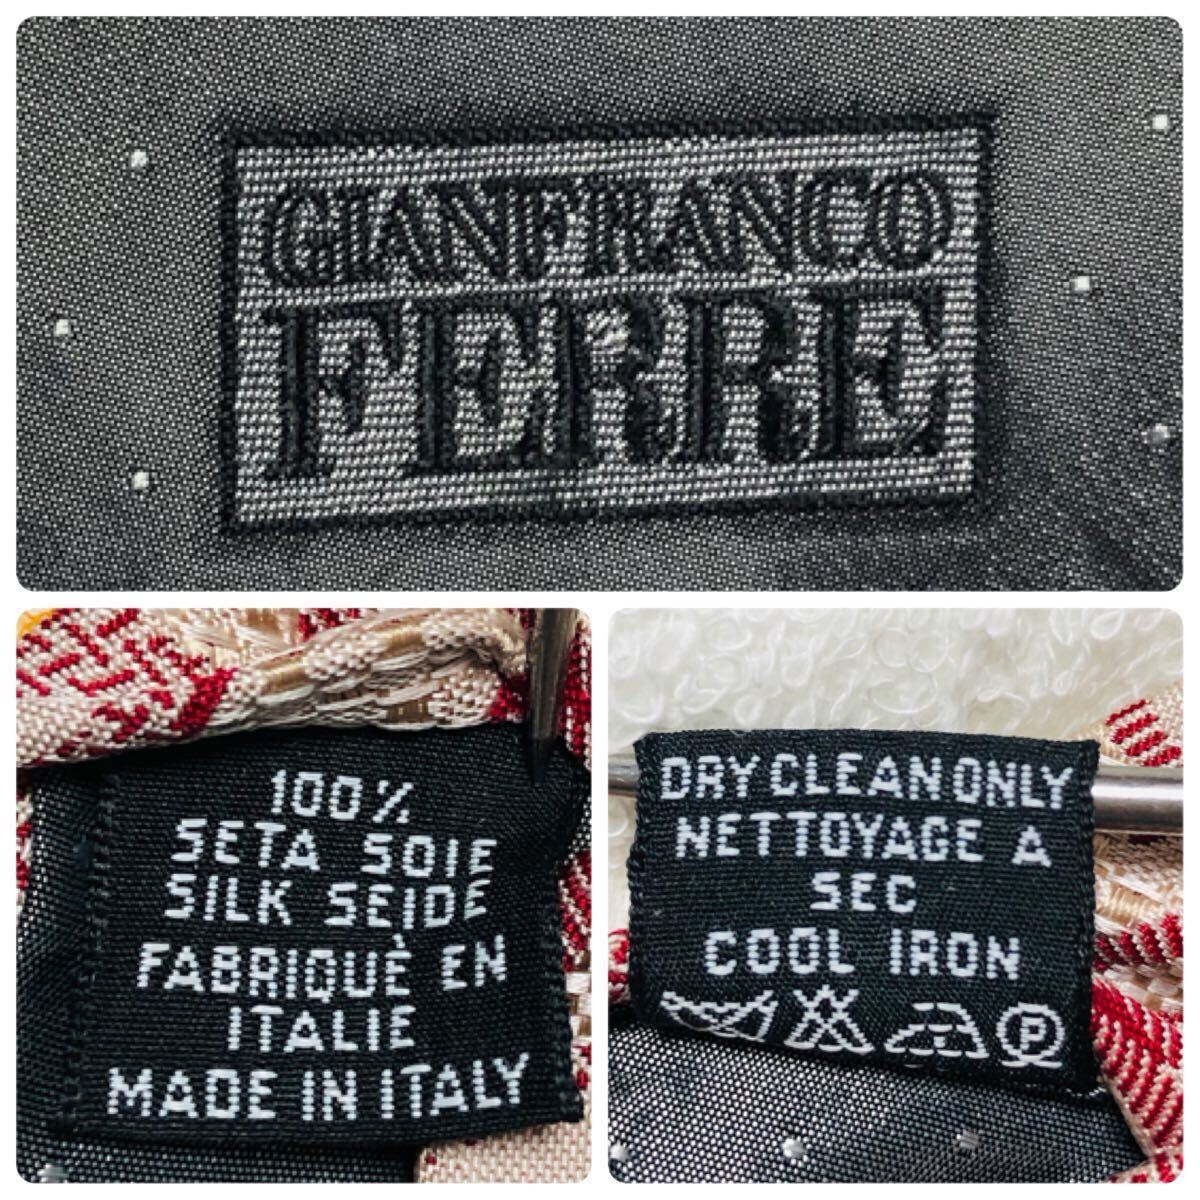 GIANFRANCO
FERRE
100%
SETA SOIE
SILK SEIDE
FABRIQUÈ EN
ITALIE
MADE IN ITALY
DRY CLEAN ONLY
NETTOYAGE A
SEC
COOL IRON
P